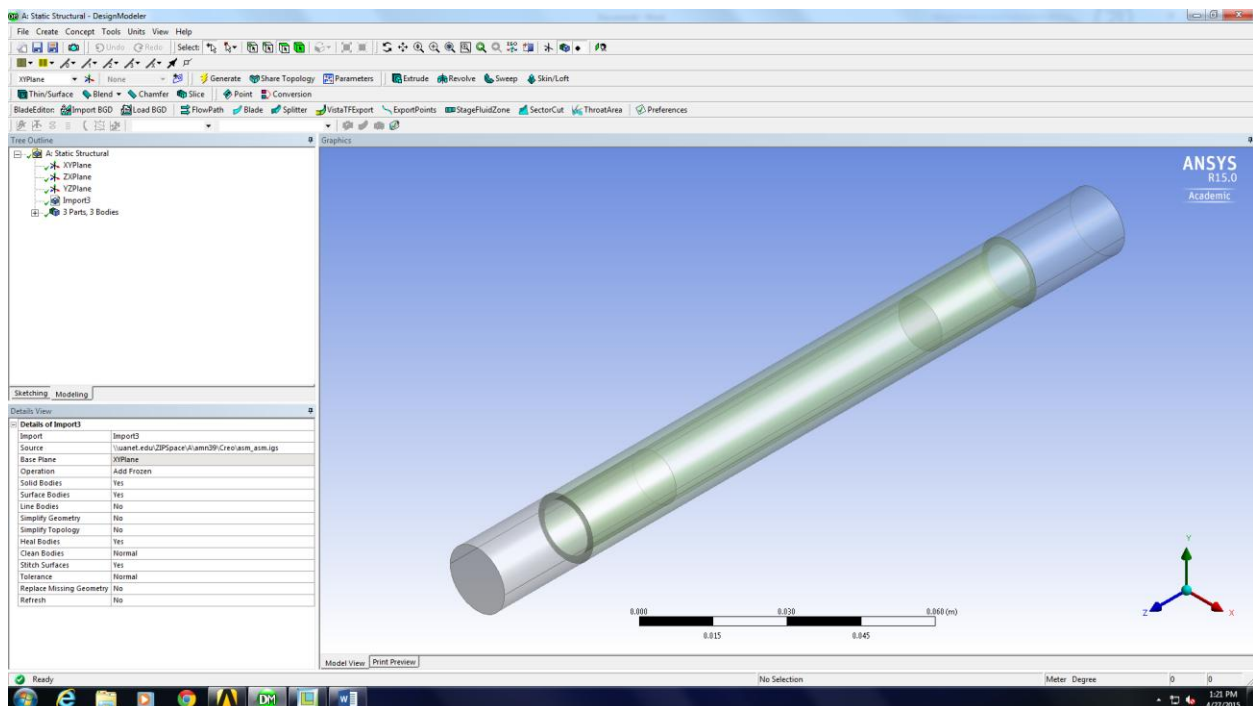 A: Static Structural - DesignModeler
File Create Concept Tools Units View Help
Undo Redo Select:
XYPlane None Generate Share Topology Parameters Extrude Revolve Sweep Skin/Loft
Thin/Surface Blend Chamfer Slice Point Conversion
BladeEditor: Import BGD Load BGD FlowPath Blade Splitter VistaTFExport ExportPoints StageFluidZone SectorCut ThroatArea Preferences
Tree Outline
A: Static Structural
XYPlane
ZXPlane
YZPlane
Import3
3 Parts, 3 Bodies
Sketching Modeling
Details View
Details of Import3
Import Import3
Source \\uanet.edu\ZIPSpace\A\amn39\Creo\asm_asm.igs
Base Plane XYPlane
Operation Add Frozen
Solid Bodies Yes
Surface Bodies Yes
Line Bodies No
Simplify Geometry No
Simplify Topology No
Heal Bodies Yes
Clean Bodies Normal
Stitch Surfaces Yes
Tolerance Normal
Replace Missing Geometry No
Refresh No
Graphics
ANSYS
R15.0
Academic
0.000 0.030 0.060 (m)
0.015 0.045
Y
Z X
Model View Print Preview
Ready No Selection Meter Degree 0 0
1:21 PM
4/27/2015